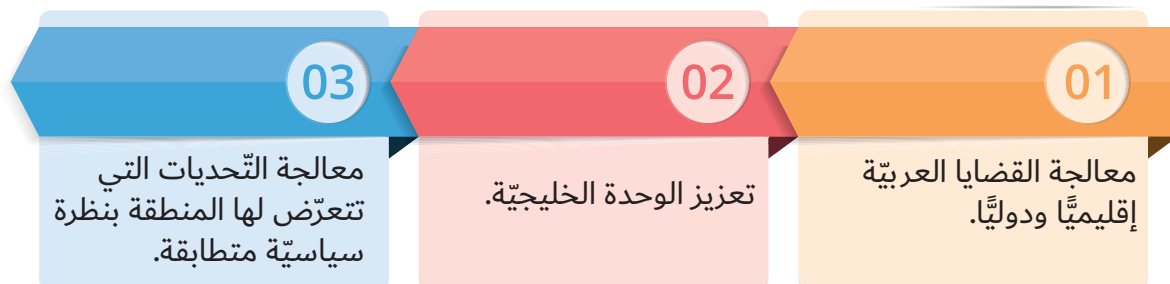 01
معالجة القضايا العربيّة
إقليميًّا ودوليًّا.
02
تعزيز الوحدة الخليجيّة.
03
معالجة التّحديات التي
تتعرّض لها المنطقة بنظرة
سياسيّة متطابقة.